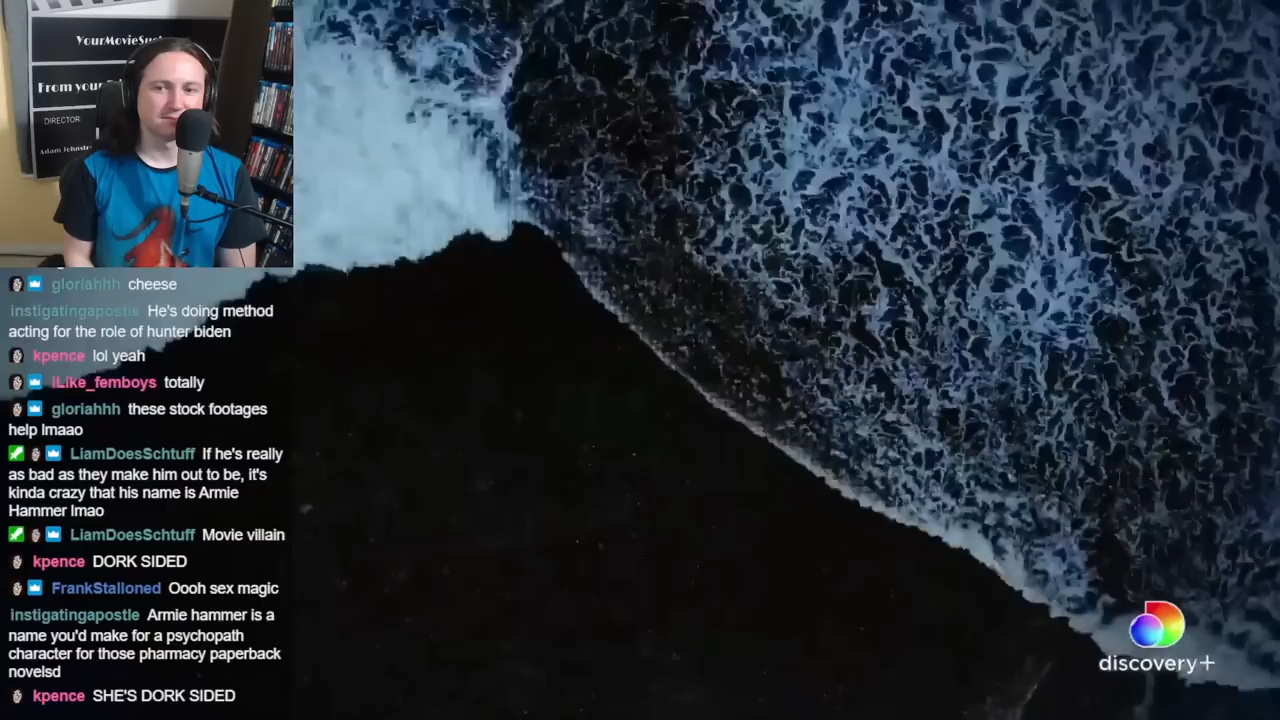 YourMovieSuc
From your
DIRECTOR:
Adam Johnst
gloriahhh cheese
instigatingapostle He's doing method
acting for the role of hunter biden
kpence lol yeah
iLike_femboys totally
gloriahhh these stock footages
help lmaao
LiamDoesSchtuff If he's really
as bad as they make him out to be, it's
kinda crazy that his name is Armie
Hammer lmao
LiamDoesSchtuff Movie villain
kpence DORK SIDED
FrankStalloned Oooh sex magic
instigatingapostle Armie hammer is a
name you'd make for a psychopath
character for those pharmacy paperback
novelsd
kpence SHE'S DORK SIDED
discovery+